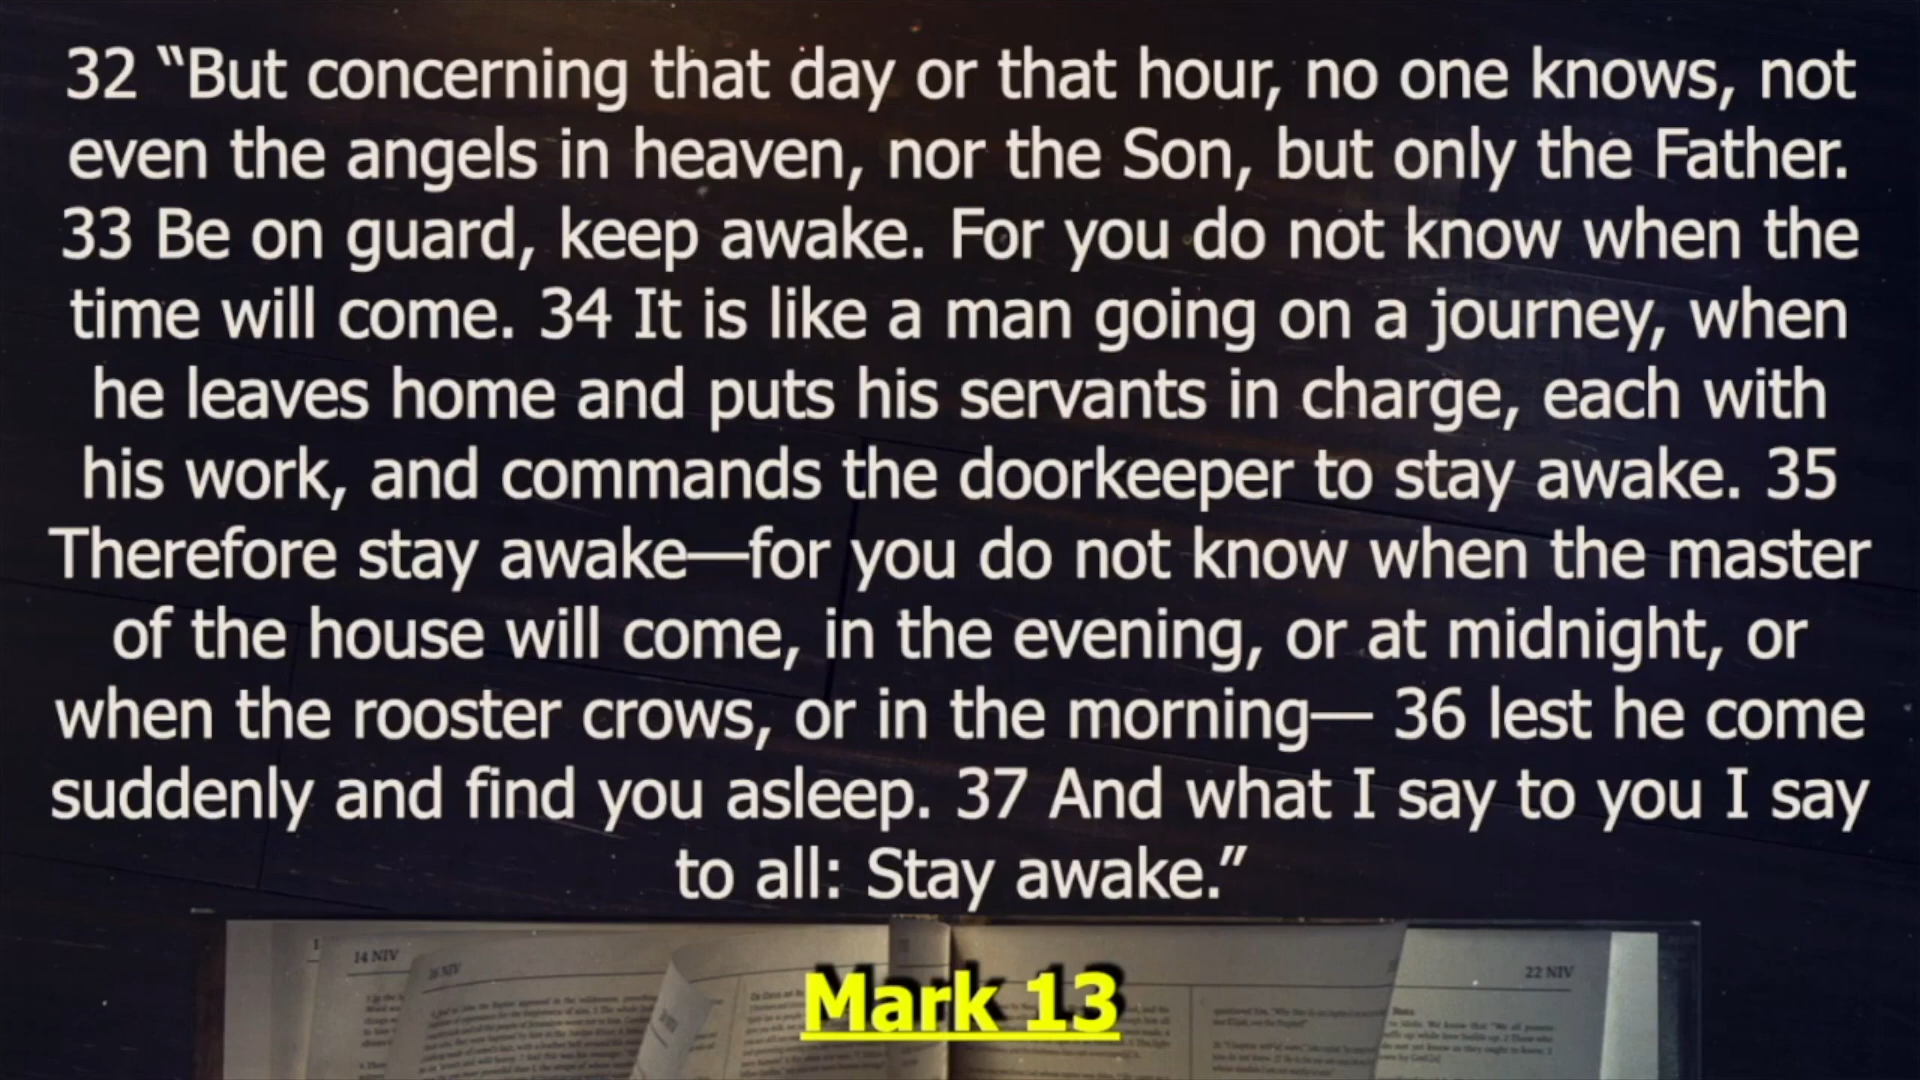 32 “But concerning that day or that hour, no one knows, not
even the angels in heaven, nor the Son, but only the Father.
33 Be on guard, keep awake. For you do not know when the
time will come. 34 It is like a man going on a journey, when
he leaves home and puts his servants in charge, each with
his work, and commands the doorkeeper to stay awake. 35
Therefore stay awake—for you do not know when the master
of the house will come, in the evening, or at midnight, or
when the rooster crows, or in the morning— 36 lest he come
suddenly and find you asleep. 37 And what I say to you I say
to all: Stay awake.”
14 NIV
22 NIV
Mark 13